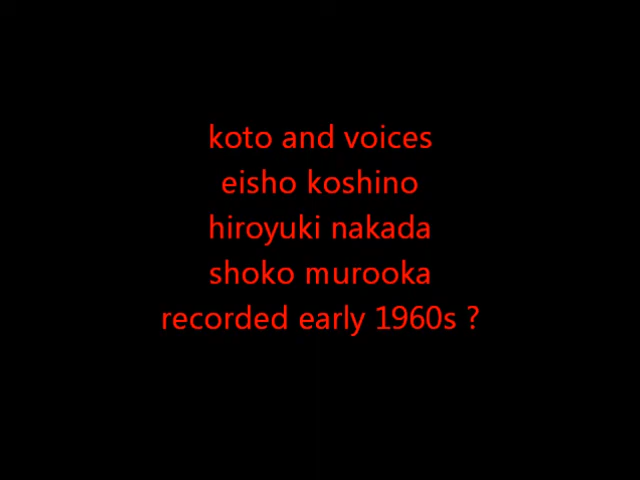 koto and voices
eisho koshino
hiroyuki nakada
shoko murooka
recorded early 1960s ?